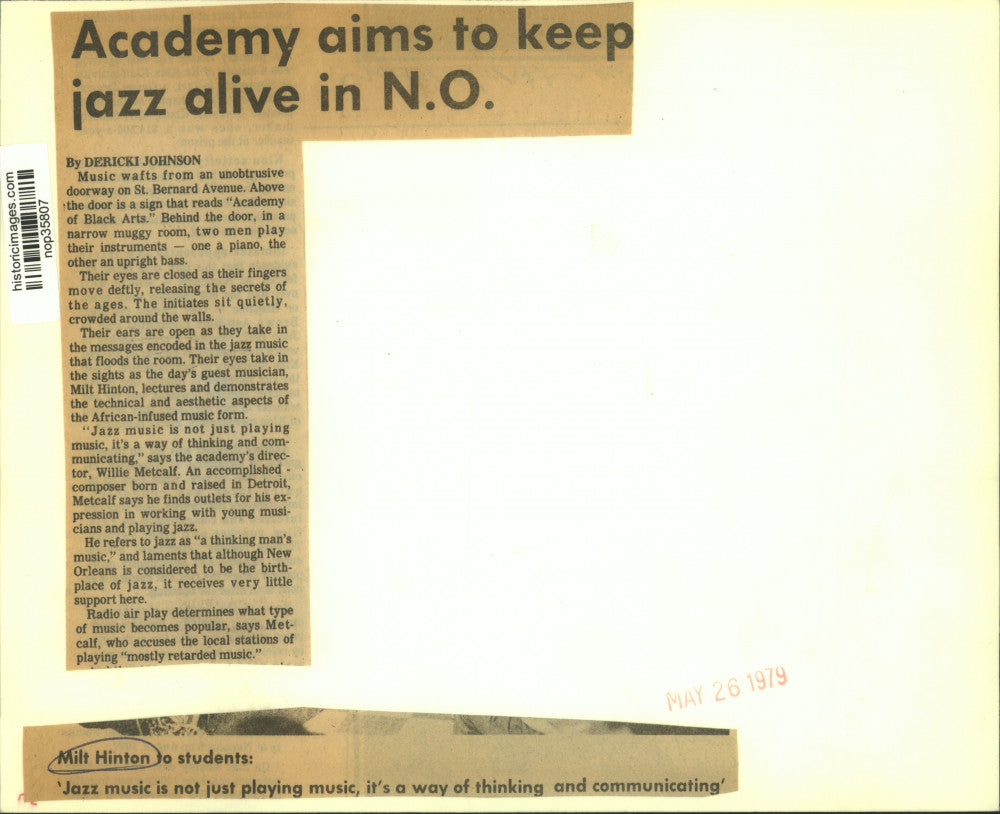 Academy aims to keep
jazz alive in N.O.
historicimages.com
nop35807
By DERICKI JOHNSON
Music wafts from an unobtrusive
doorway on St. Bernard Avenue. Above
the door is a sign that reads “Academy
of Black Arts.” Behind the door, in a
narrow muggy room, two men play
their instruments — one a piano, the
other an upright bass.
Their eyes are closed as their fingers
move deftly, releasing the secrets of
the ages. The initiates sit quietly,
crowded around the walls.
Their ears are open as they take in
the messages encoded in the jazz music
that floods the room. Their eyes take in
the sights as the day's guest musician,
Milt Hinton, lectures and demonstrates
the technical and aesthetic aspects of
the African-infused music form.
“Jazz music is not just playing
music, it's a way of thinking and com-
municating,” says the academy's direc-
tor, Willie Metcalf. An accomplished
composer born and raised in Detroit,
Metcalf says he finds outlets for his ex-
pression in working with young musi-
cians and playing jazz.
He refers to jazz as “a thinking man's
music,” and laments that although New
Orleans is considered to be the birth-
place of jazz, it receives very little
support here.
Radio air play determines what type
of music becomes popular, says Met-
calf, who accuses the local stations of
playing “mostly retarded music.”
MAY 26 1979
Milt Hinton to students:
‘Jazz music is not just playing music, it's a way of thinking and communicating’